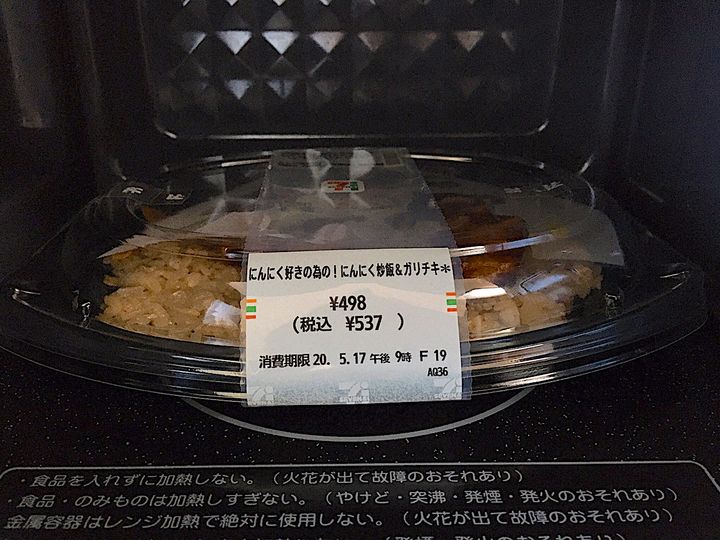 にんにく好きの為の！にんにく炒飯＆ガリチキ＊
¥498
（税込 ¥537 ）
消費期限 20. 5.17 午後 9時 F 19
AQ36
・食品を入れずに加熱しない。（火花が出て故障のおそれあり）
・食品・のみものは加熱しすぎない。（やけど・突沸・発煙・発火のおそれあり）
金属容器はレンジ加熱で絶対に使用しない。（火花が出て故障のおそれあり）